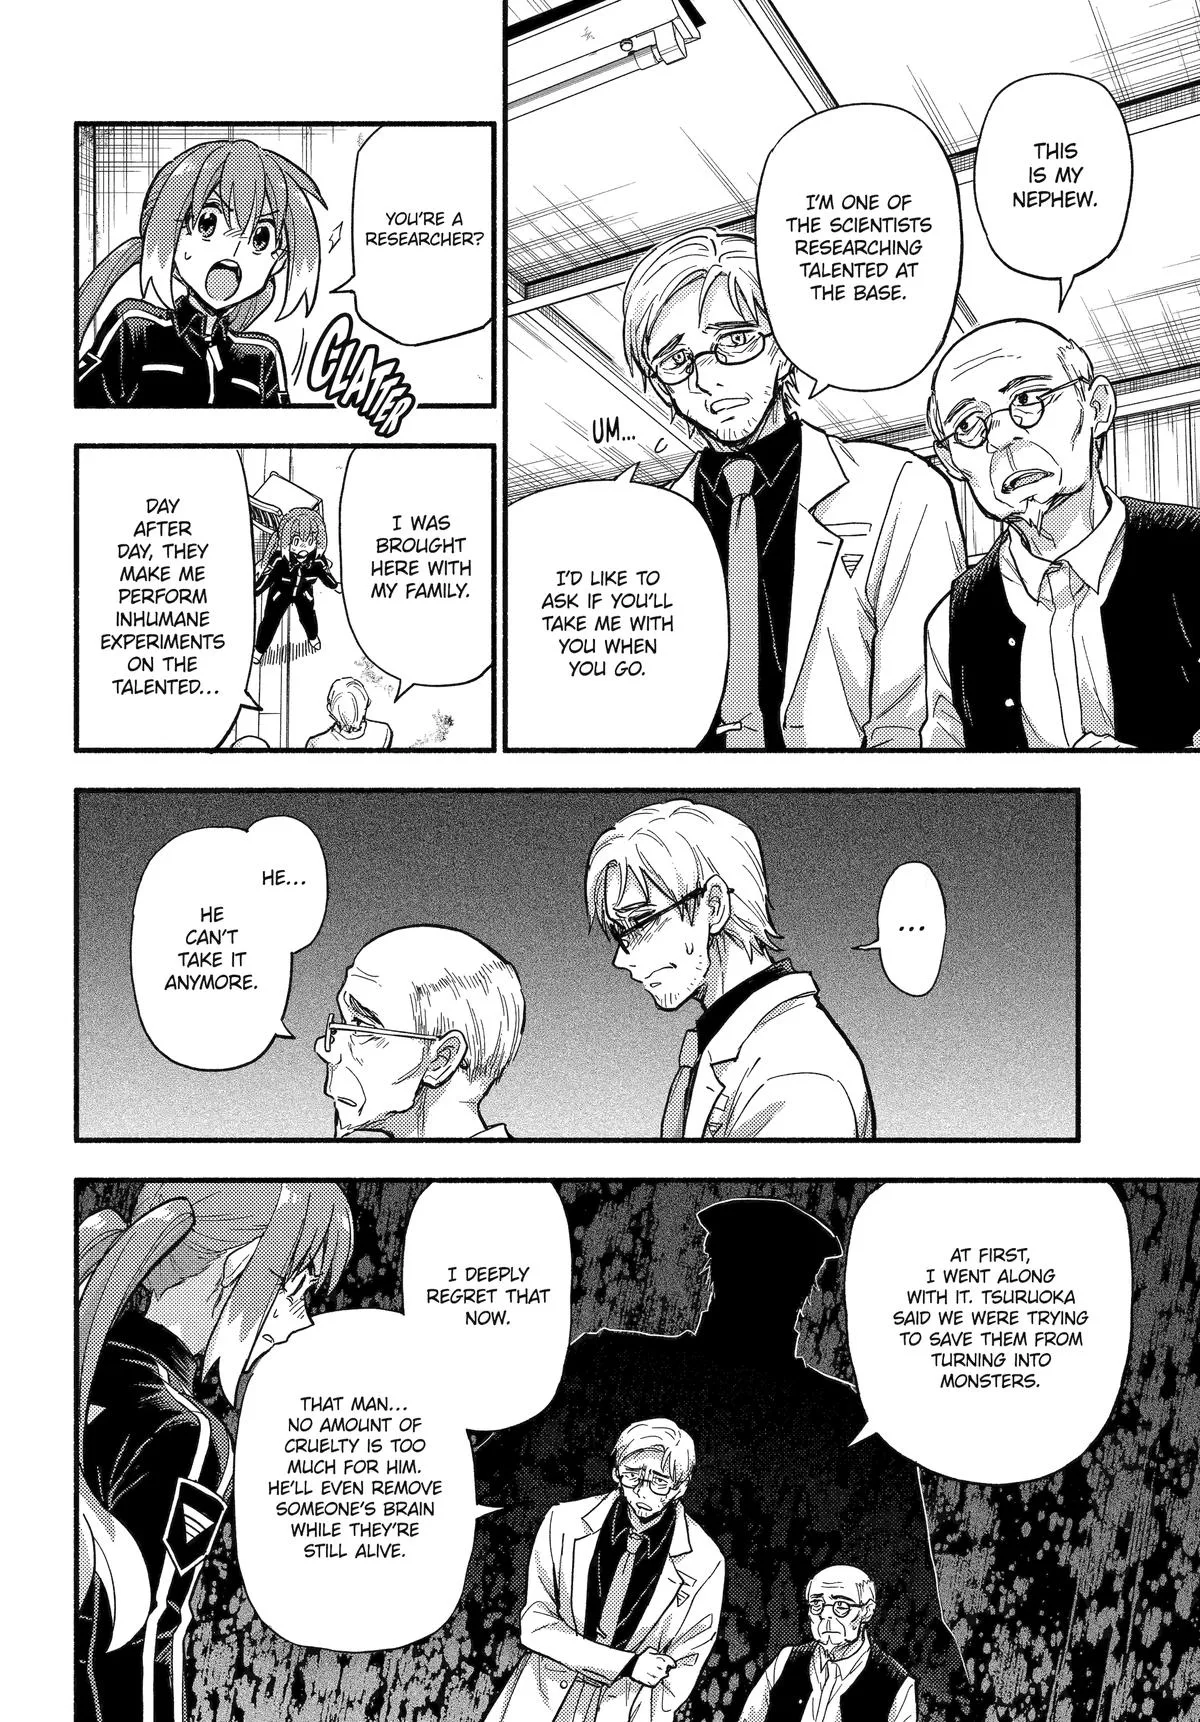 THIS
IS MY
NEPHEW.
I'M ONE OF
THE SCIENTISTS
RESEARCHING
TALENTED AT
THE BASE.
UM...
I'D LIKE TO
ASK IF YOU'LL
TAKE ME WITH
YOU WHEN
YOU GO.
YOU'RE A
RESEARCHER?
CLATTER
I WAS
BROUGHT
HERE WITH
MY FAMILY.
DAY
AFTER
DAY, THEY
MAKE ME
PERFORM
INHUMANE
EXPERIMENTS
ON THE
TALENTED...
...
HE...
HE
CAN'T
TAKE IT
ANYMORE.
AT FIRST,
I WENT ALONG
WITH IT. TSURUOKA
SAID WE WERE TRYING
TO SAVE THEM FROM
TURNING INTO
MONSTERS.
I DEEPLY
REGRET THAT
NOW.
THAT MAN...
NO AMOUNT OF
CRUELTY IS TOO
MUCH FOR HIM.
HE'LL EVEN REMOVE
SOMEONE'S BRAIN
WHILE THEY'RE
STILL ALIVE.